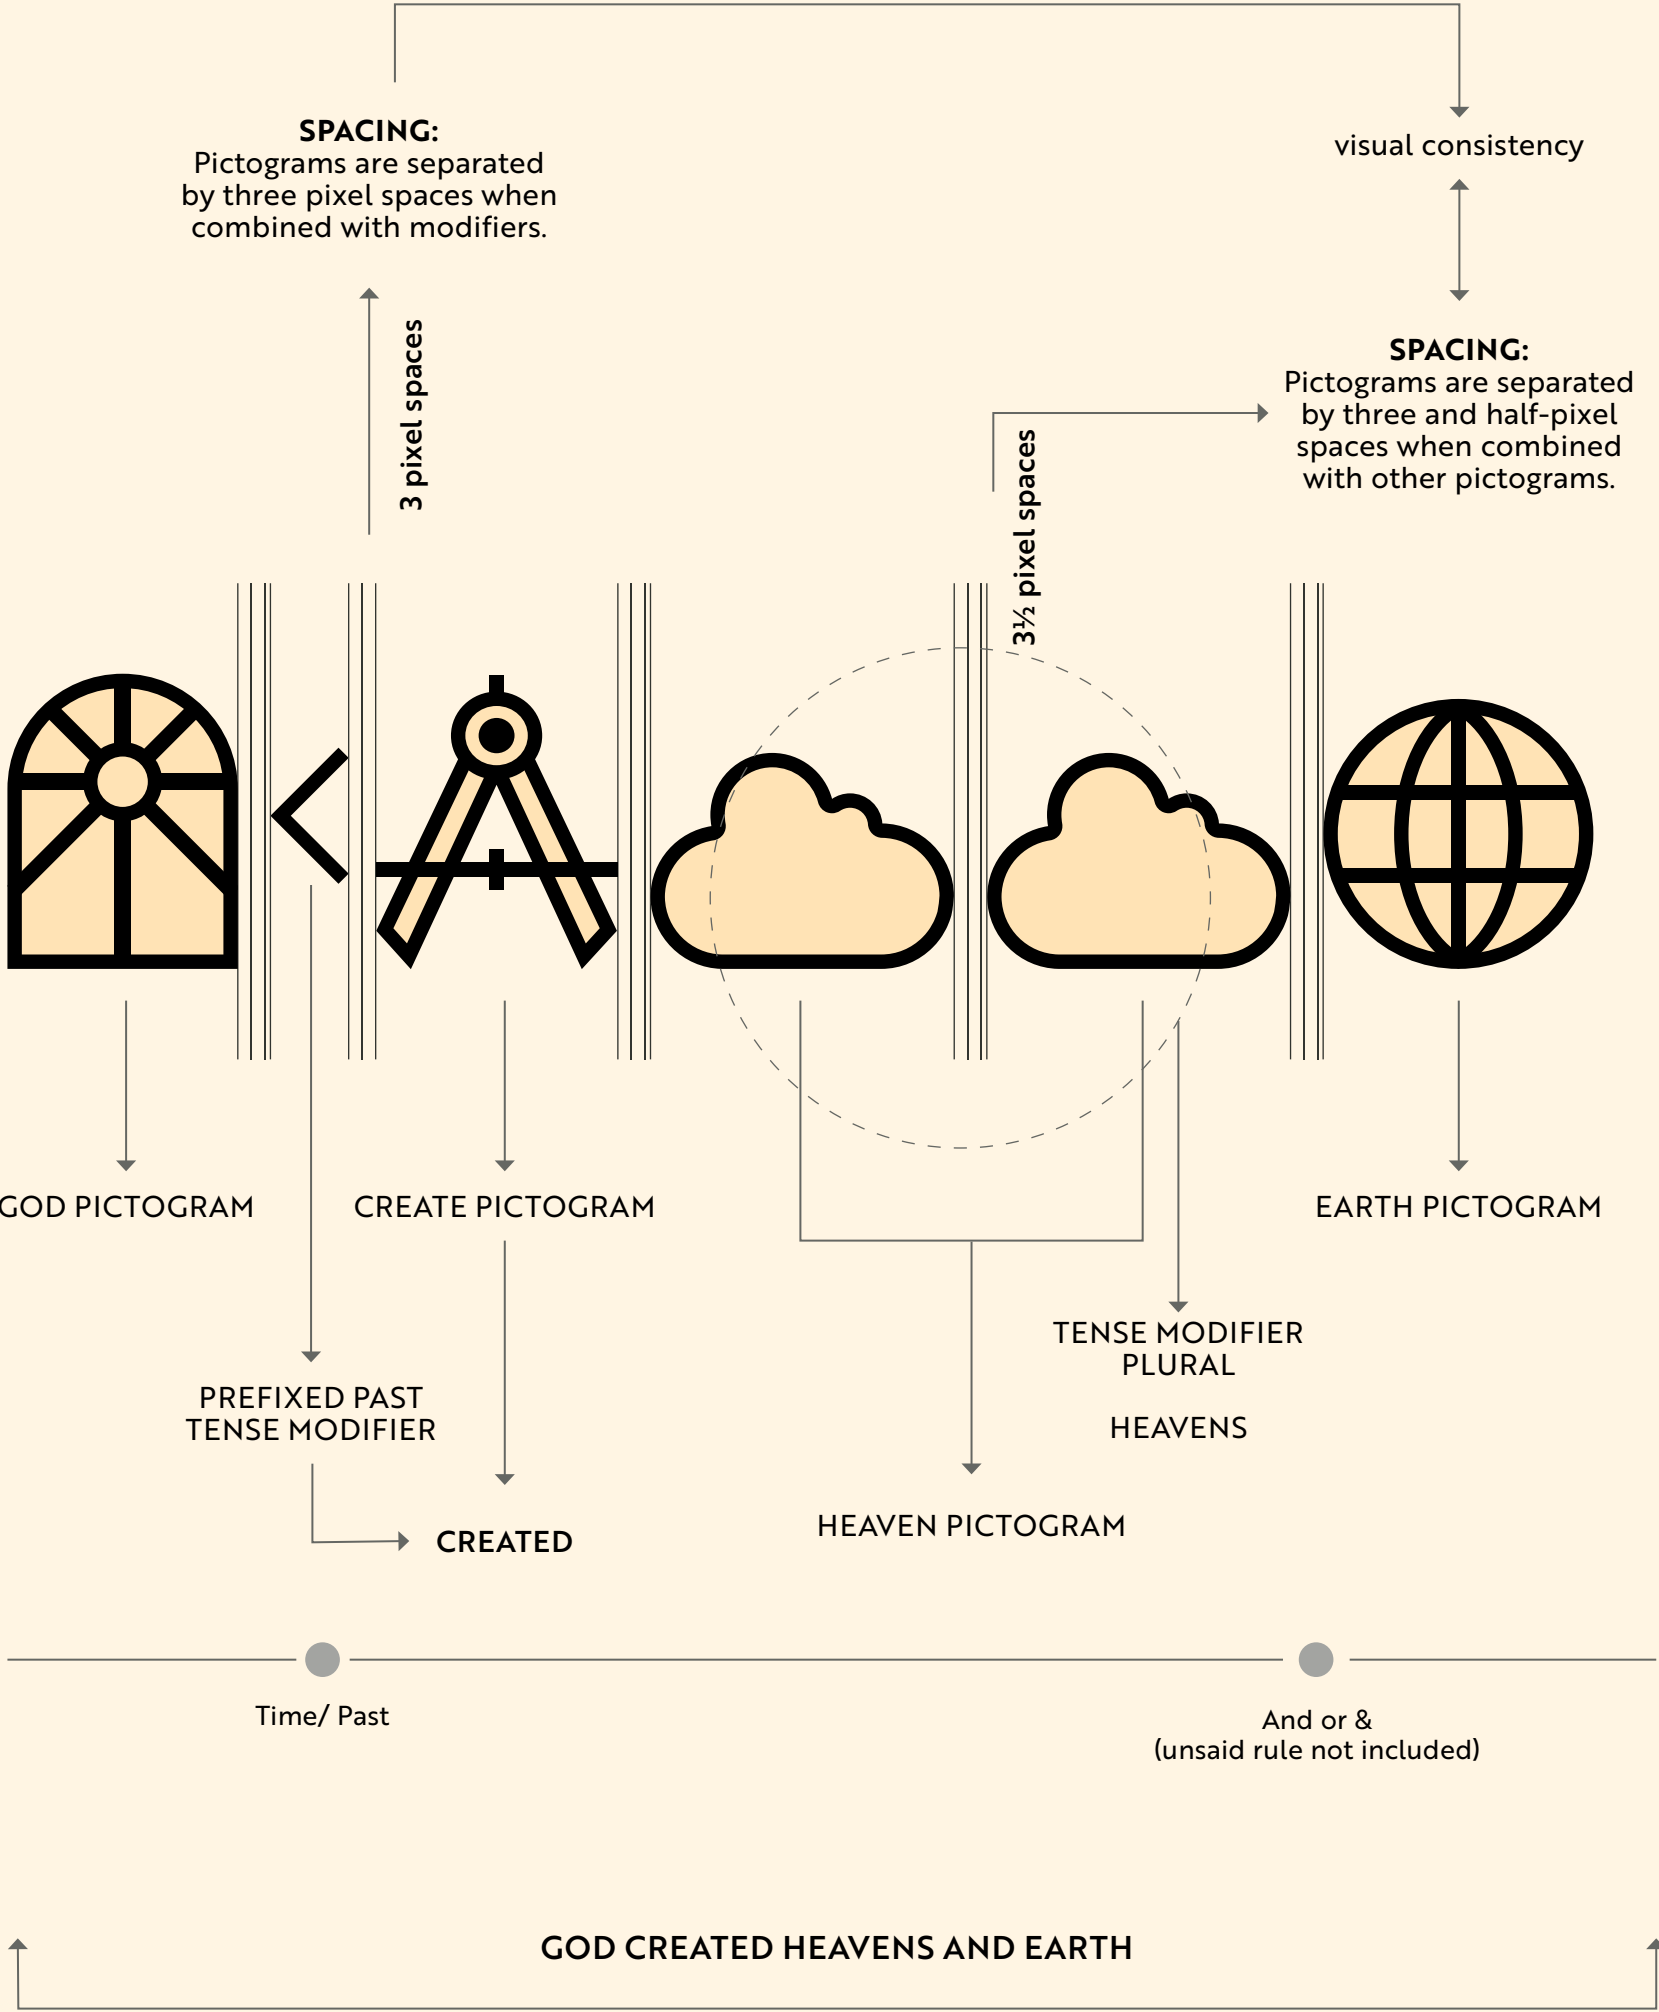 SPACING:
Pictograms are separated
by three pixel spaces when
combined with modifiers.
visual consistency
SPACING:
Pictograms are separated
by three and half-pixel
spaces when combined
with other pictograms.
3 pixel spaces
3½ pixel spaces
GOD PICTOGRAM
CREATE PICTOGRAM
EARTH PICTOGRAM
TENSE MODIFIER
PLURAL
HEAVENS
PREFIXED PAST
TENSE MODIFIER
HEAVEN PICTOGRAM
CREATED
Time/ Past
And or &
(unsaid rule not included)
GOD CREATED HEAVENS AND EARTH